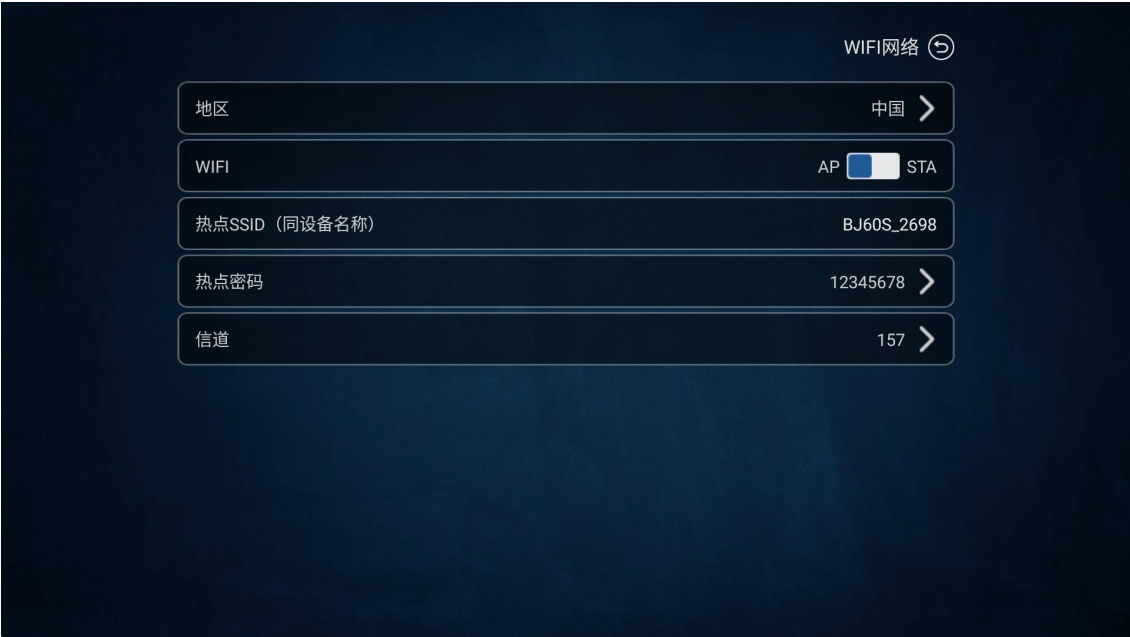 WIFI网络
地区 中国
WIFI AP STA
热点SSID（同设备名称） BJ60S_2698
热点密码 12345678
信道 157